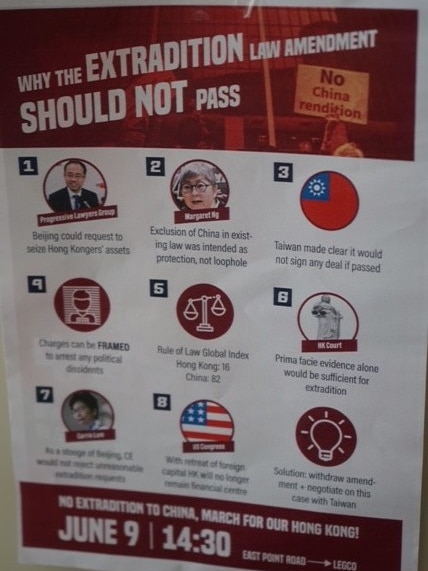 WHY THE EXTRADITION LAW AMENDMENT
SHOULD NOT PASS
No
China
rendition
1
Progressive Lawyers Group
Beijing could request to
seize Hong Kongers' assets
2
Margaret Ng
Exclusion of China in exist-
ing law was intended as
protection, not loophole
3
Taiwan made clear it would
not sign any deal if passed
4
Charges can be FRAMED
to arrest any political
dissidents
5
Rule of Law Global Index
Hong Kong: 16
China: 82
6
HK Court
Prima facie evidence alone
would be sufficient for
extradition
7
Carrie Lam
As a stooge of Beijing, CE
would not reject unreasonable
extradition requests
8
US Congress
With retreat of foreign
capital HK will no longer
remain financial centre
Solution: withdraw amend-
ment + negotiate on this
case with Taiwan
NO EXTRADITION TO CHINA, MARCH FOR OUR HONG KONG!
JUNE 9 | 14:30
EAST POINT ROAD → LEGCO